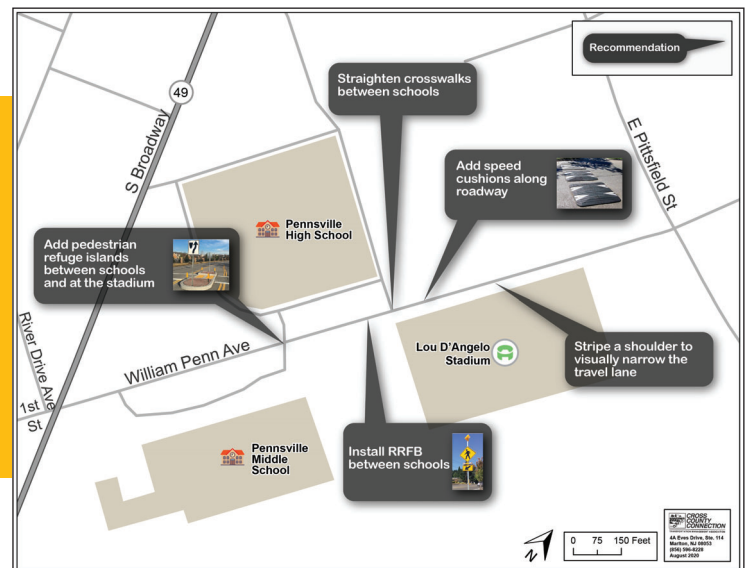 Recommendation
Straighten crosswalks
between schools
49
S Broadway
E Pittsfield St
Add speed
cushions along
roadway
Pennsville
High School
Add pedestrian
refuge islands
between schools
and at the stadium
River Drive Ave
William Penn Ave
Lou D'Angelo
Stadium
Stripe a shoulder to
visually narrow the
travel lane
1st
St
Pennsville
Middle
School
Install RRFB
between schools
0 75 150 Feet
CROSS
COUNTY
CONNECTION
4A Eves Drive, Ste. 114
Marlton, NJ 08053
(856) 596-8228
August 2020